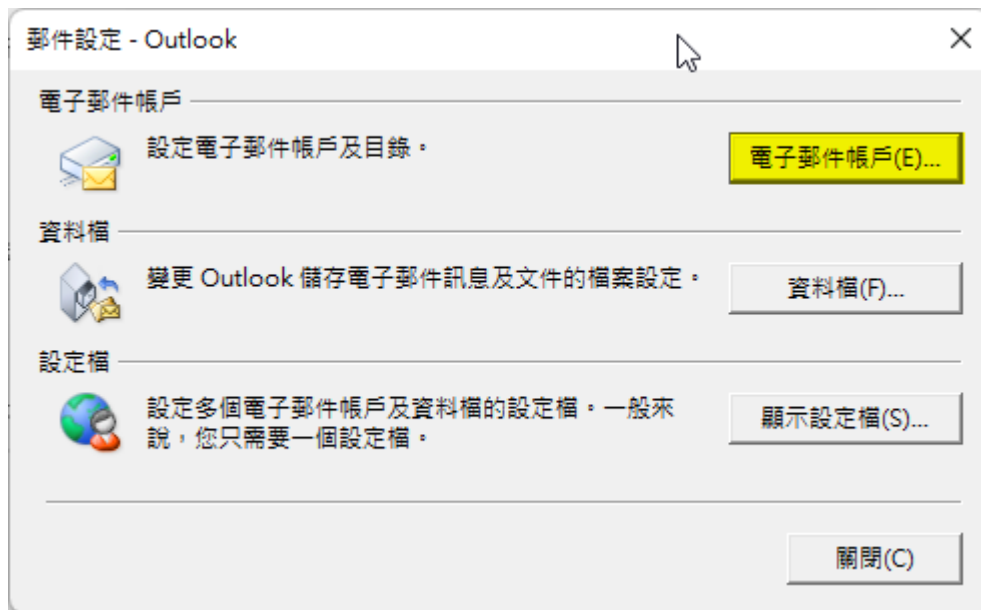 郵件設定 - Outlook
電子郵件帳戶
設定電子郵件帳戶及目錄。
電子郵件帳戶(E)...
資料檔
變更 Outlook 儲存電子郵件訊息及文件的檔案設定。
資料檔(F)...
設定檔
設定多個電子郵件帳戶及資料檔的設定檔。一般來
說，您只需要一個設定檔。
顯示設定檔(S)...
關閉(C)